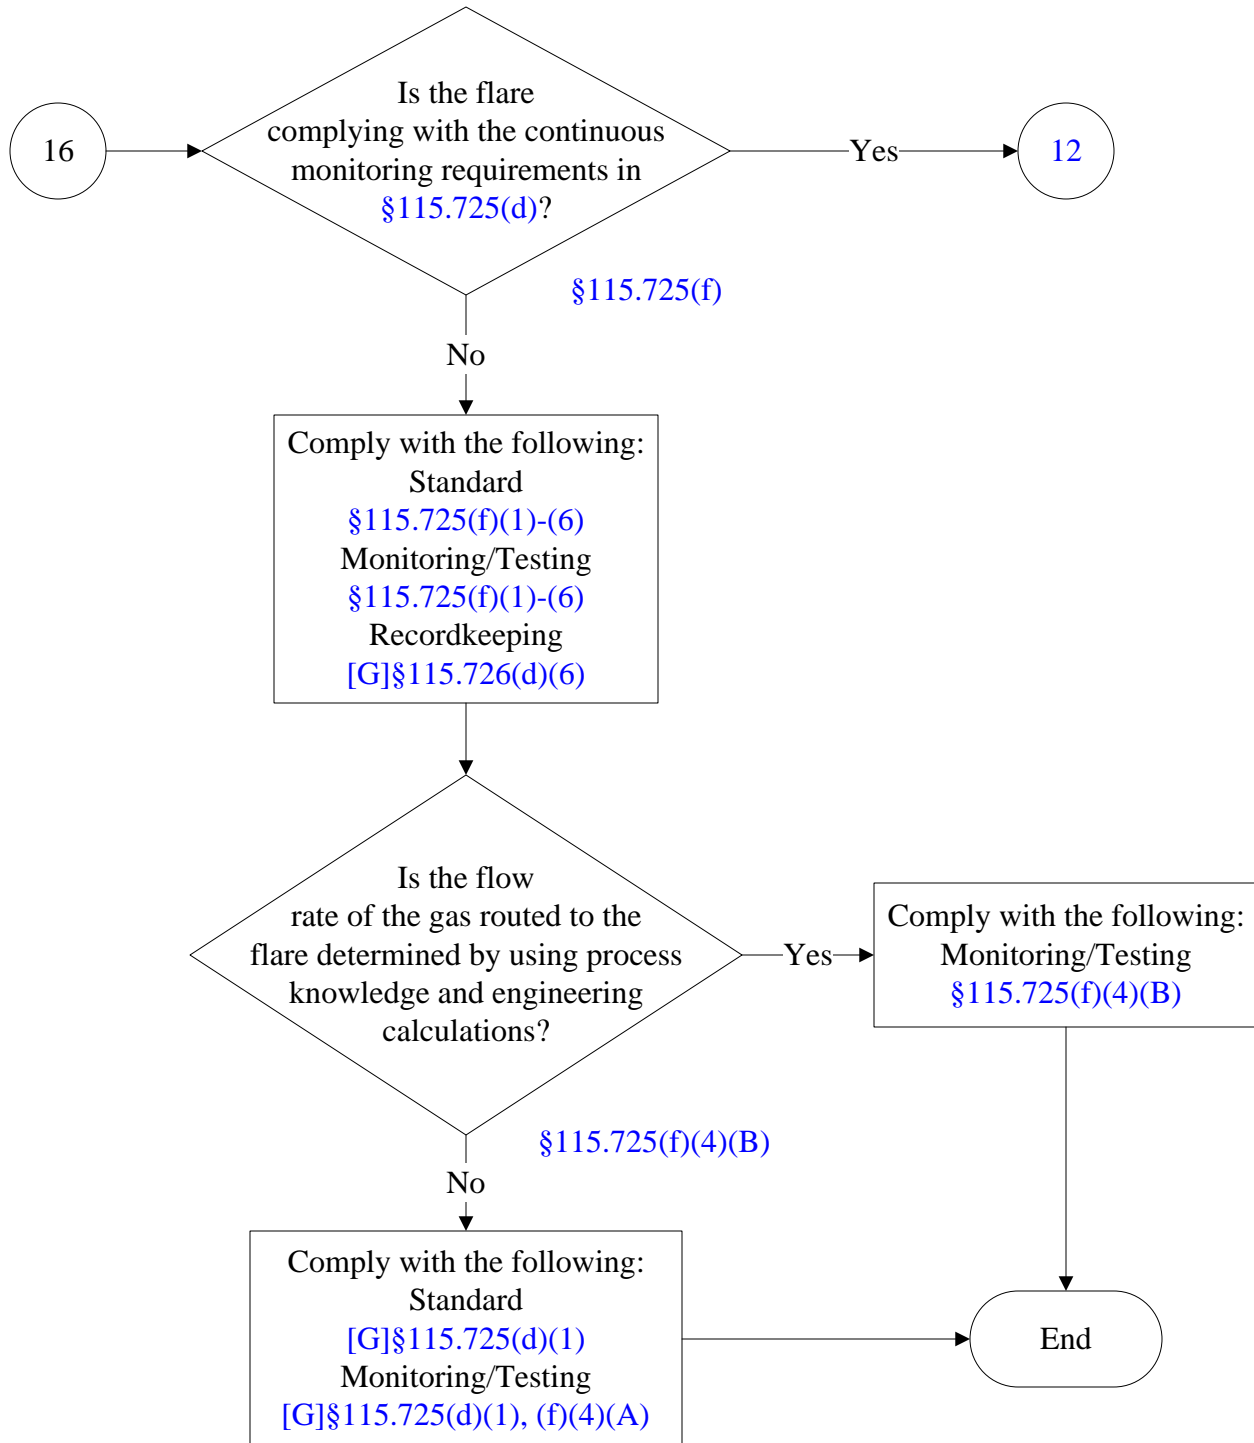 Is the flare
complying with the continuous
monitoring requirements in
§115.725(d)?
16
Yes
12
§115.725(f)
No
Comply with the following:
Standard
§115.725(f)(1)-(6)
Monitoring/Testing
§115.725(f)(1)-(6)
Recordkeeping
[G]§115.726(d)(6)
Is the flow
rate of the gas routed to the
flare determined by using process
knowledge and engineering
calculations?
Yes
Comply with the following:
Monitoring/Testing
§115.725(f)(4)(B)
§115.725(f)(4)(B)
No
Comply with the following:
Standard
[G]§115.725(d)(1)
Monitoring/Testing
[G]§115.725(d)(1), (f)(4)(A)
End